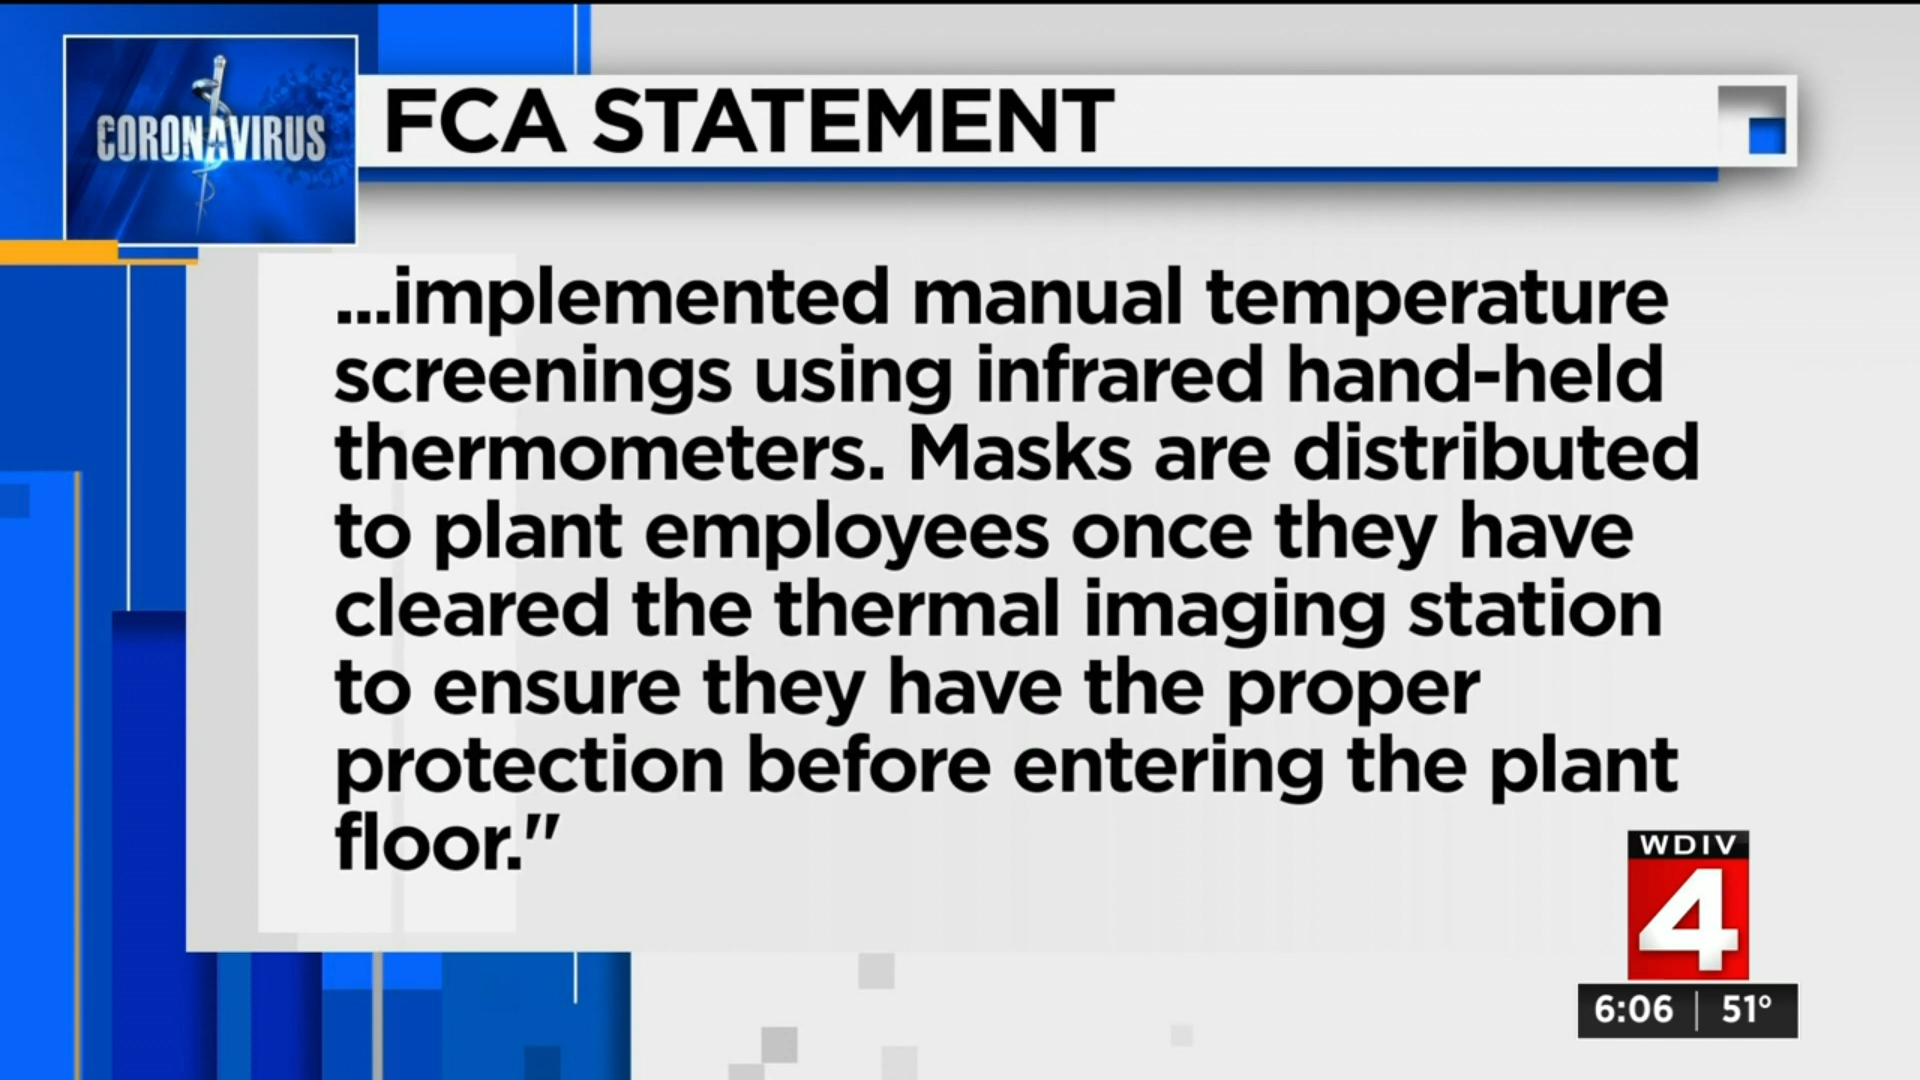 CORONAVIRUS
FCA STATEMENT
...implemented manual temperature
screenings using infrared hand-held
thermometers. Masks are distributed
to plant employees once they have
cleared the thermal imaging station
to ensure they have the proper
protection before entering the plant
floor."
WDIV
4
6:06 | 51°